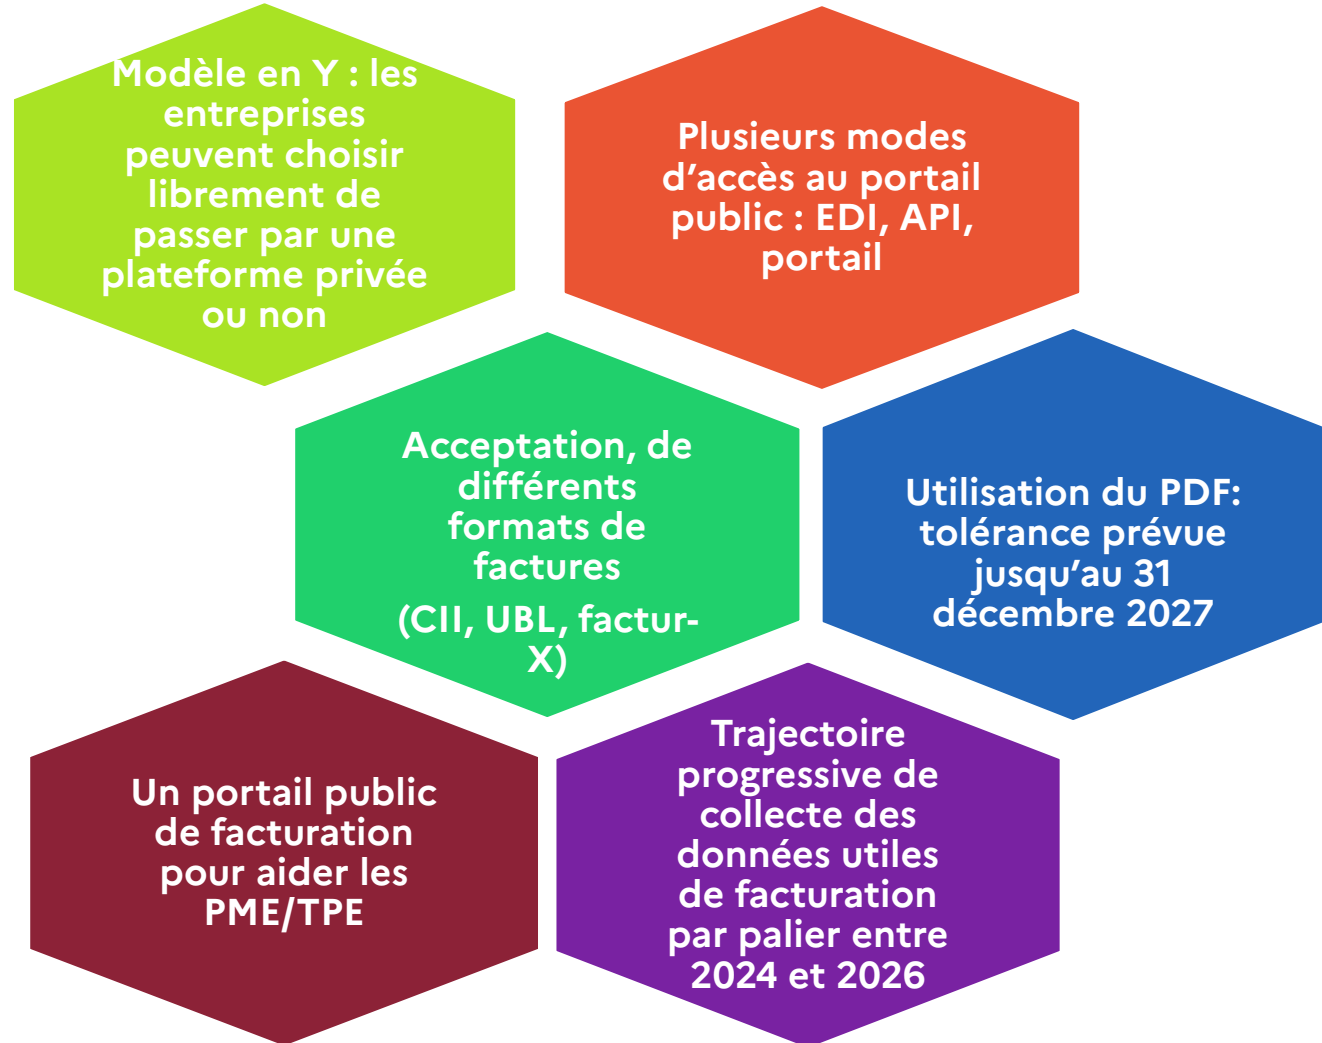 Modèle en Y : les
entreprises
peuvent choisir
librement de
passer par une
plateforme privée
ou non
Plusieurs modes
d’accès au portail
public : EDI, API,
portail
Acceptation, de
différents
formats de
factures
(CII, UBL, factur-
X)
Utilisation du PDF:
tolérance prévue
jusqu’au 31
décembre 2027
Un portail public
de facturation
pour aider les
PME/TPE
Trajectoire
progressive de
collecte des
données utiles
de facturation
par palier entre
2024 et 2026